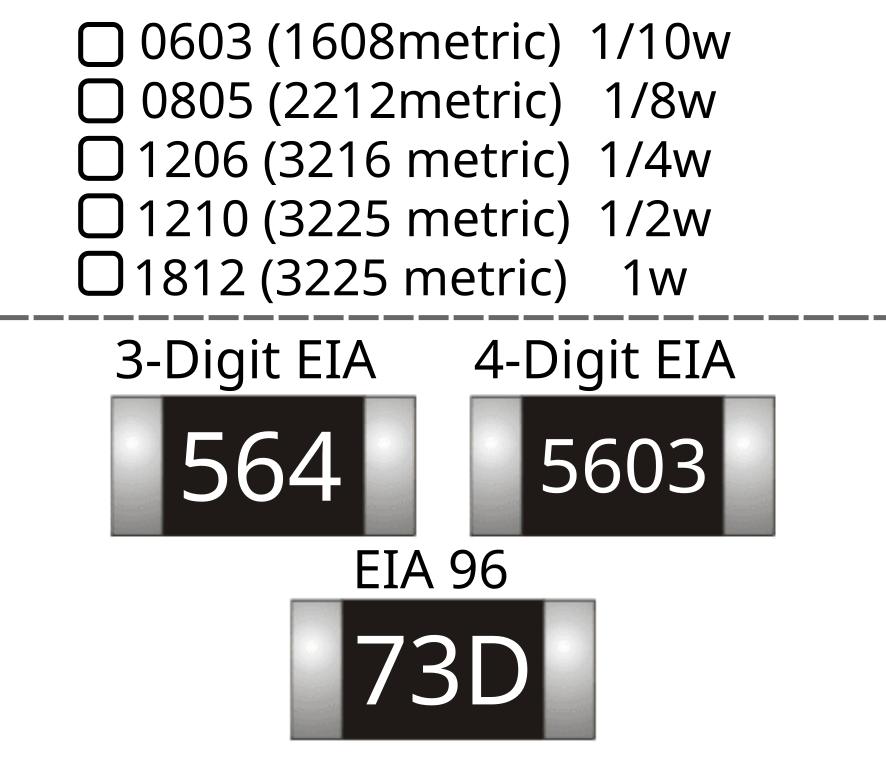 0603 (1608metric) 1/10w
0805 (2212metric) 1/8w
1206 (3216 metric) 1/4w
1210 (3225 metric) 1/2w
1812 (3225 metric) 1w
3-Digit EIA 4-Digit EIA
564 5603
EIA 96
73D